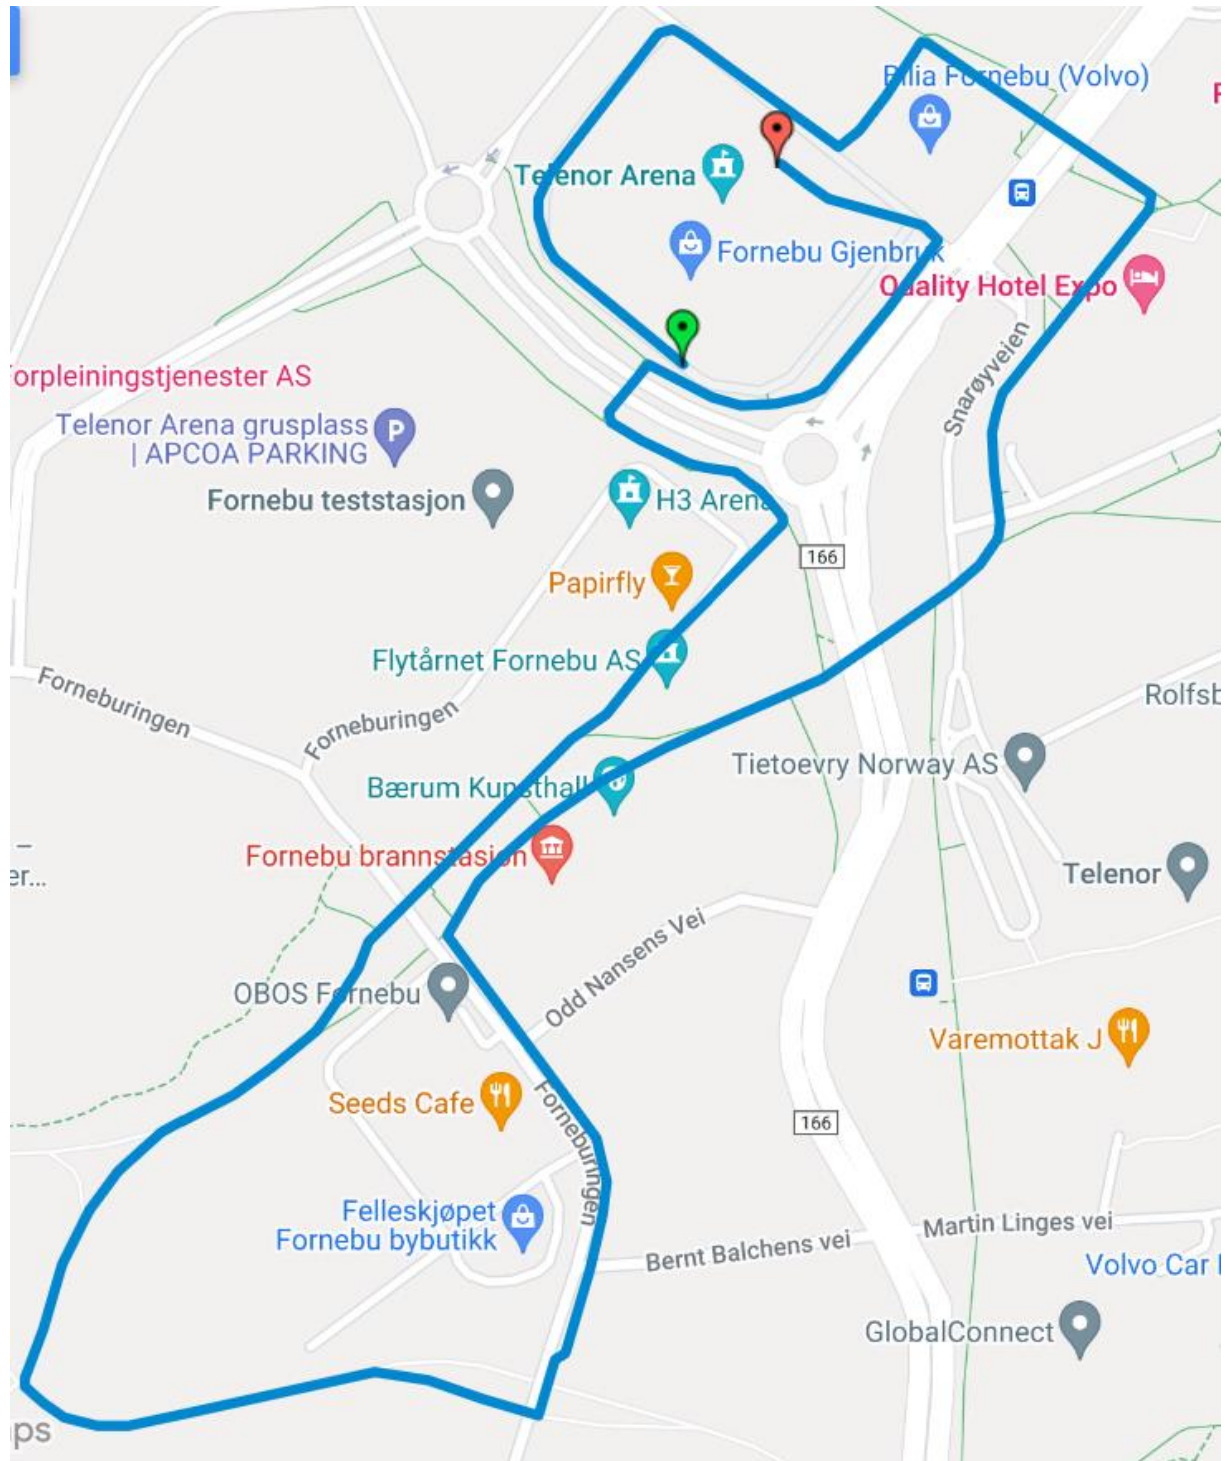 Bilia Fornebu (Volvo)
Telenor Arena
Fornebu Gjenbruk
Quality Hotel Expo
Forpleiningstjenester AS
Telenor Arena grusplass
| APCOA PARKING
P
Snarøyveien
Fornebu teststasjon
H3 Arena
166
Papirfly
Flytårnet Fornebu AS
Forneburingen
Forneburingen
Rolfsb
Tietoevry Norway AS
Bærum Kunsthall
Fornebu brannstasjon
er...
Telenor
Odd Nansens Vei
OBOS Fornebu
Varemottak J
Seeds Cafe
Forneburingen
166
Felleskjøpet
Fornebu bybutikk
Martin Linges vei
Bernt Balchens vei
Volvo Car
GlobalConnect
ps